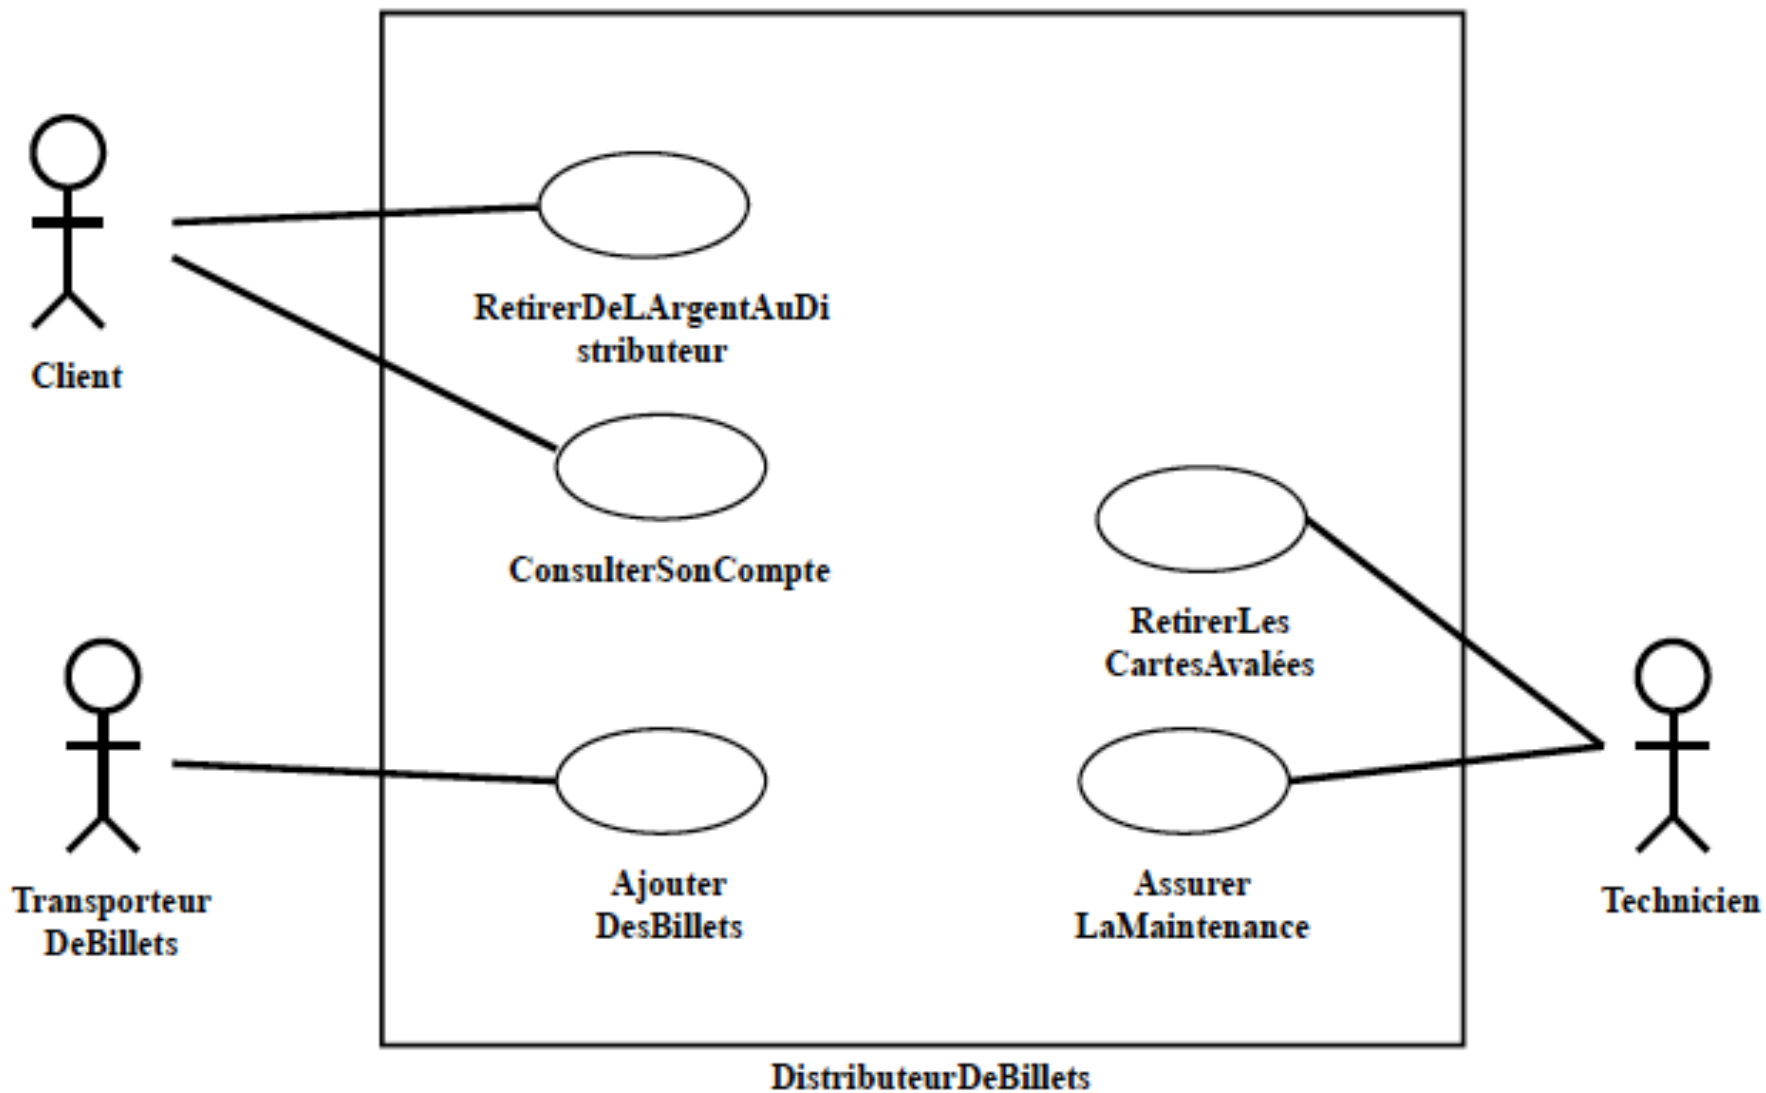 RetirerDeLArgentAuDi
stributeur
Client
ConsulterSonCompte
RetirerLes
CartesAvalées
Transporteur
DeBillets
Ajouter
DesBillets
Assurer
LaMaintenance
Technicien
DistributeurDeBillets